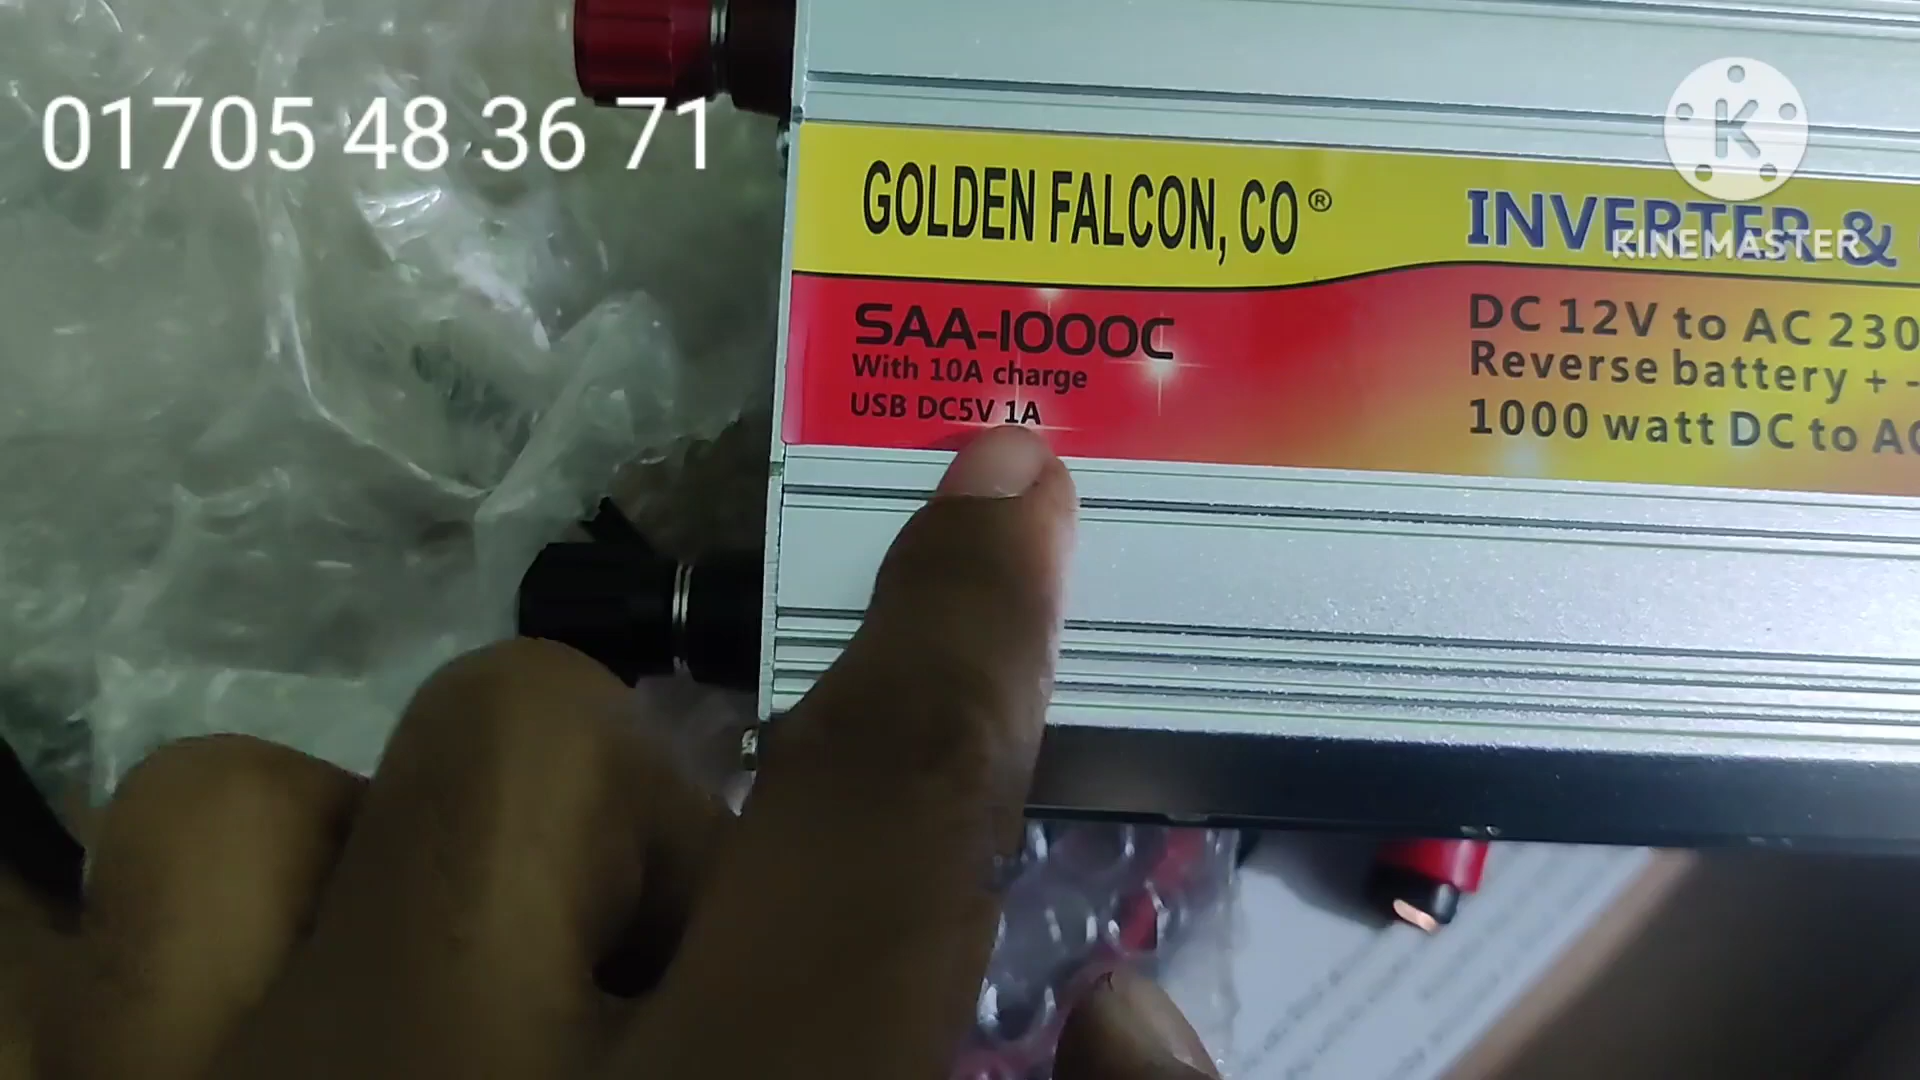 01705 48 36 71
K
KINEMASTER
GOLDEN FALCON, CO®
INVERTER &
SAA-1000C
With 10A charge
USB DC5V 1A
DC 12V to AC 230
Reverse battery + -
1000 watt DC to AC